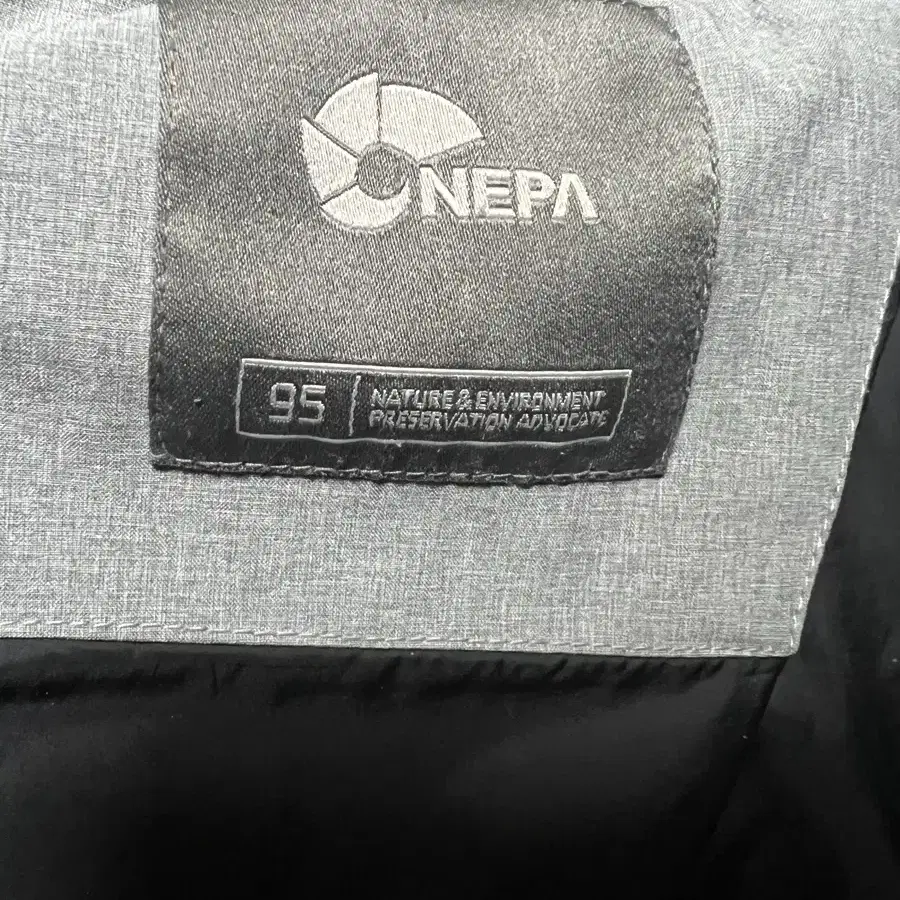 NEPA
95
NATURE & ENVIRONMENT
PRESERVATION ADVOCATE